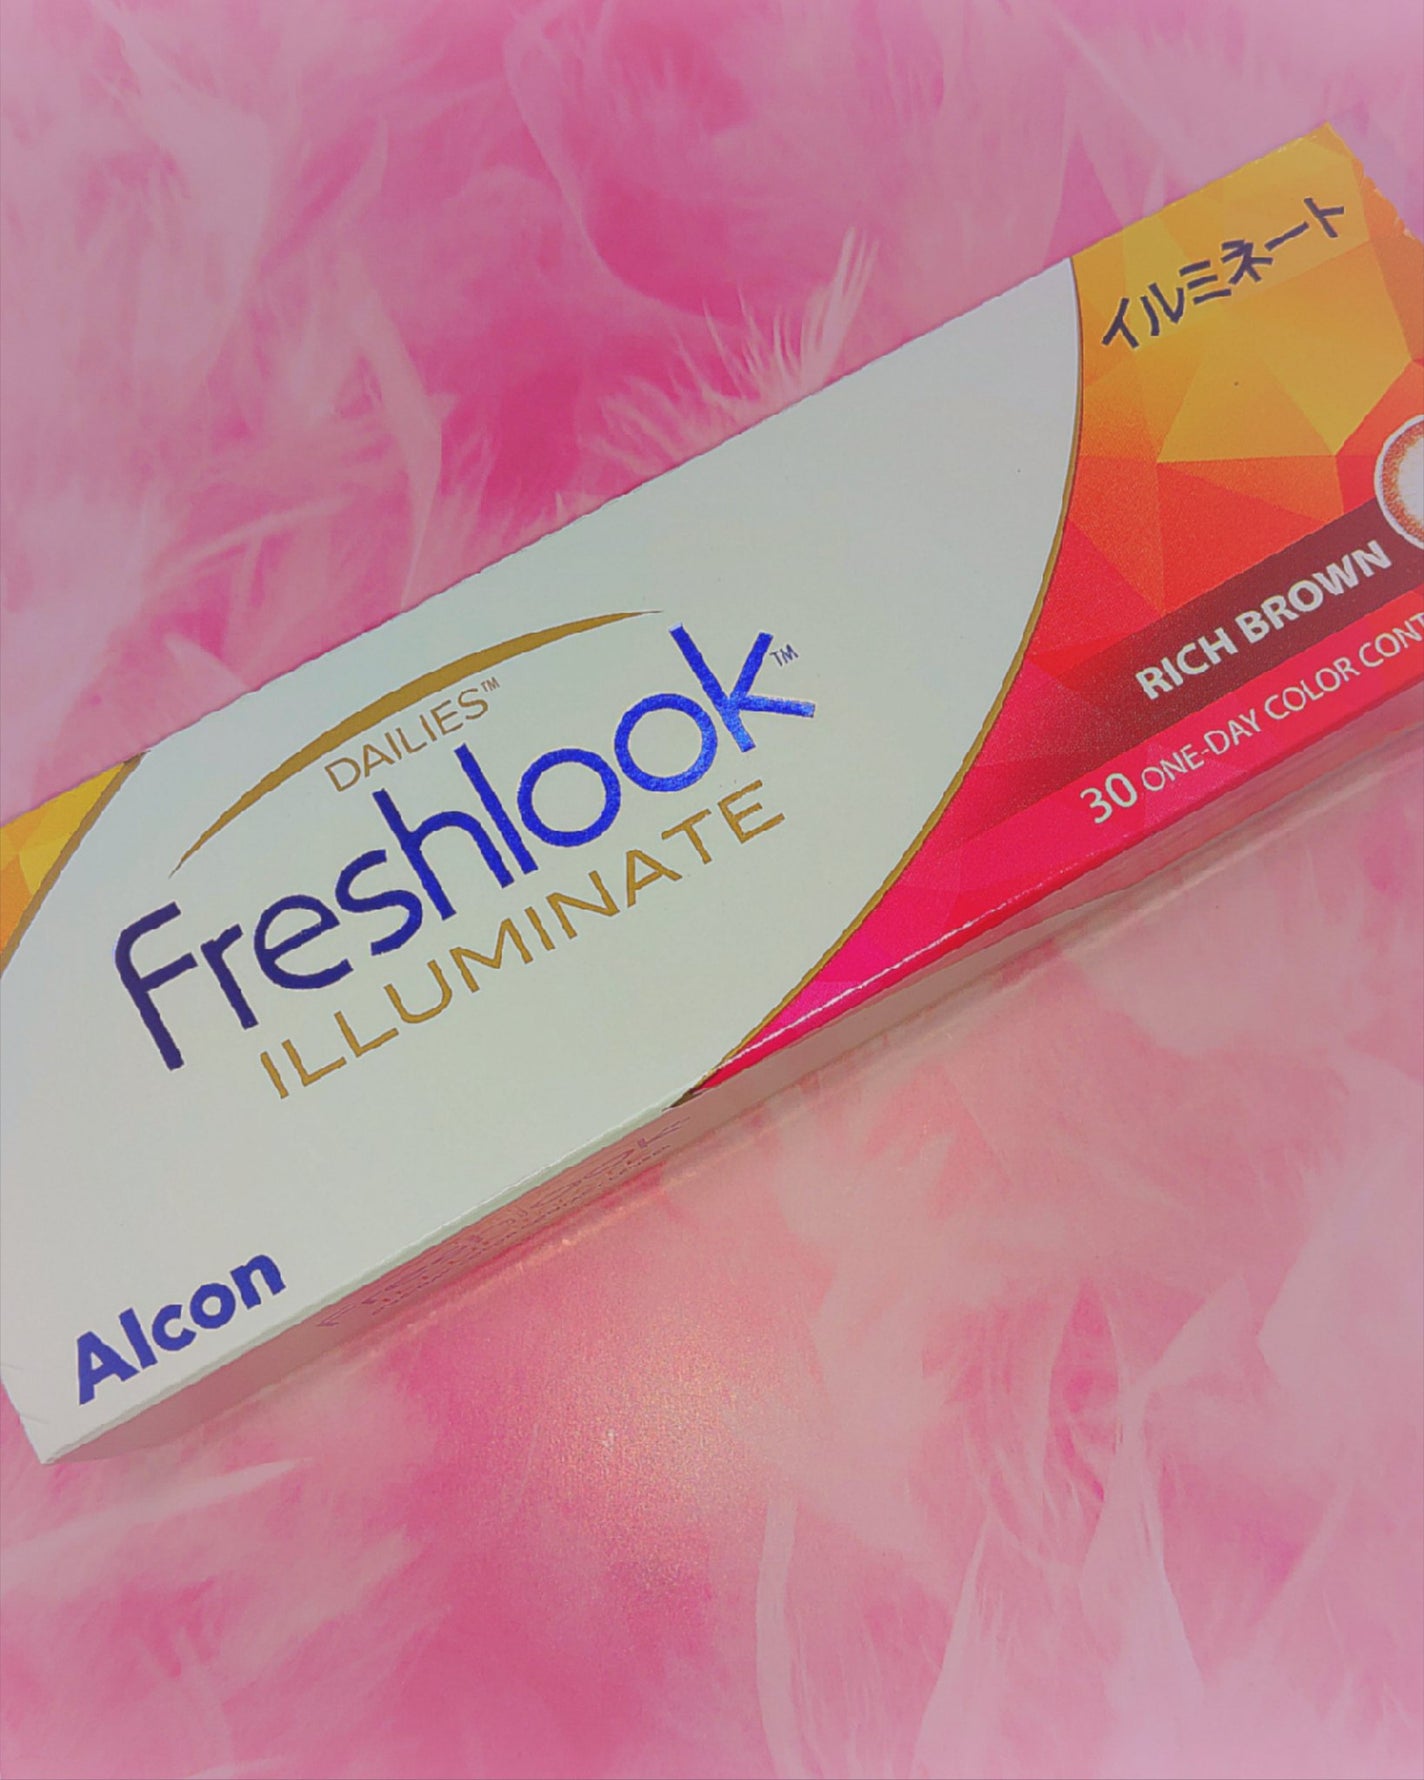 DAILIES™
Freshlook™
ILLUMINATE
Alcon
イルミネート
RICH BROWN
30 ONE-DAY COLOR CONT